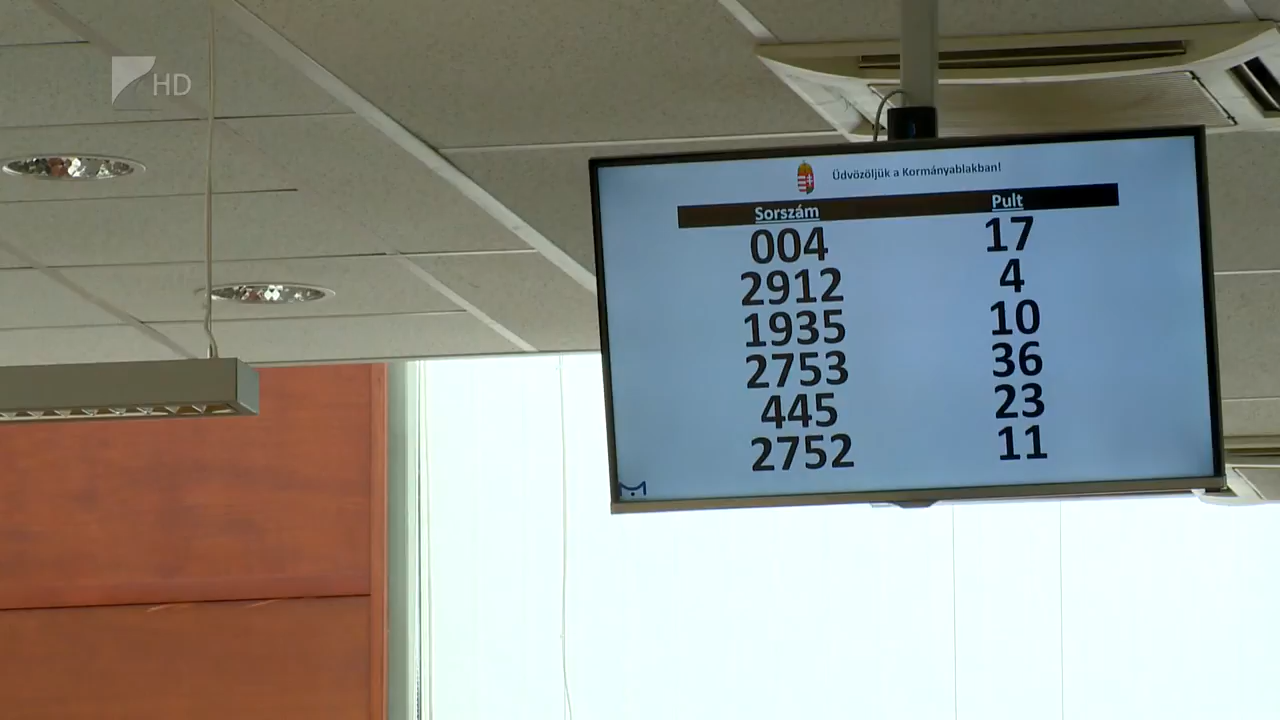 HD
Üdvözöljük a Kormányablakban!
Sorszám Pult
004 17
2912 4
1935 10
2753 36
445 23
2752 11